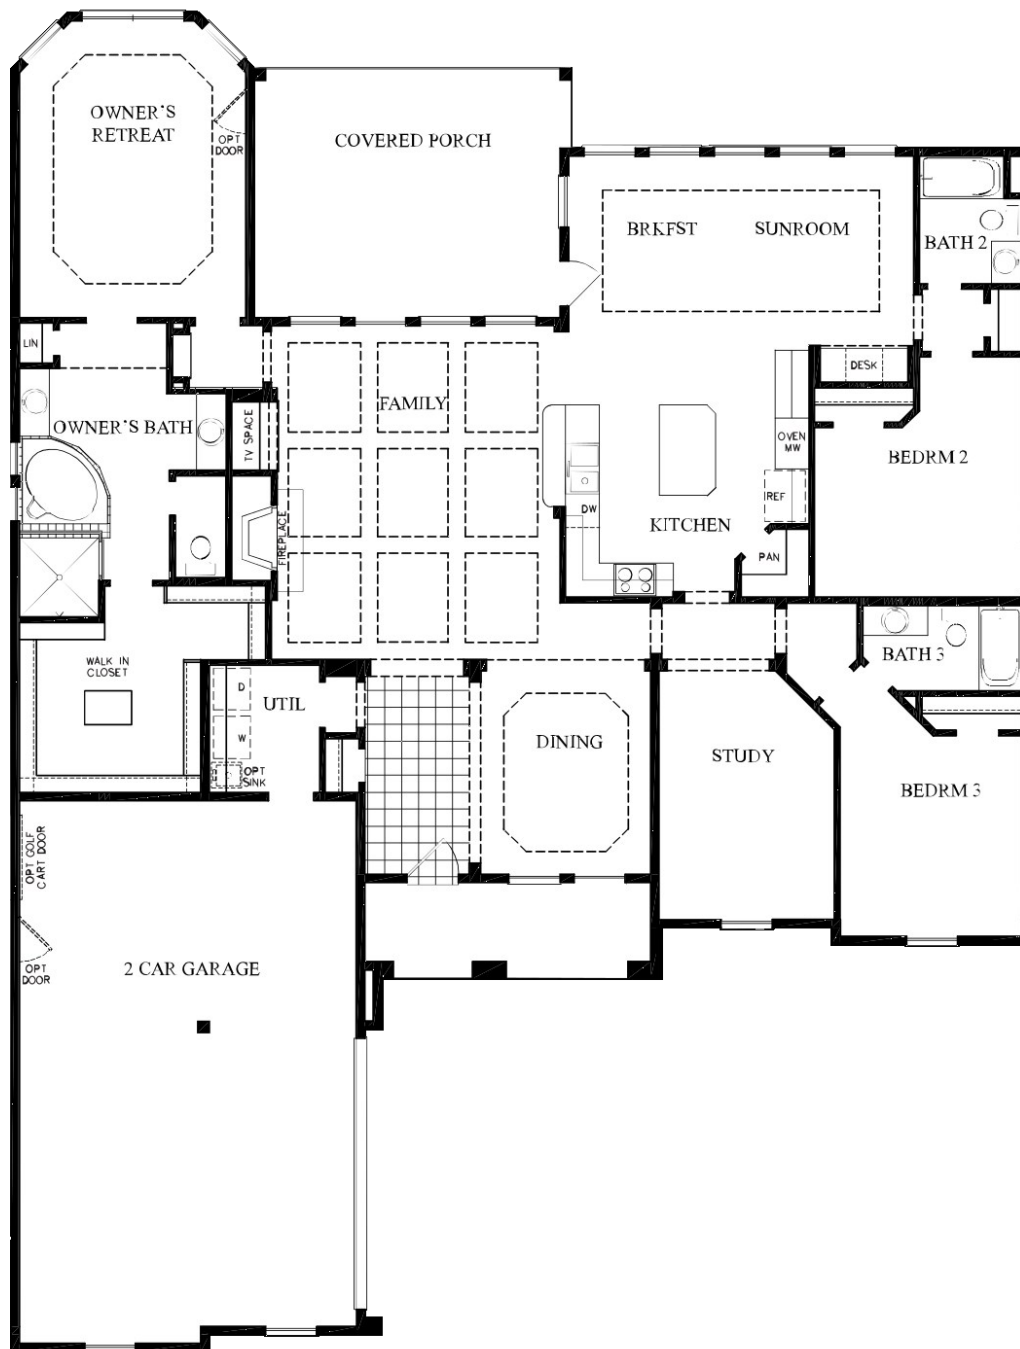 OWNER'S
RETREAT
OPT
DOOR
COVERED PORCH
BRKFST
SUNROOM
BATH 2
LIN
DESK
FAMILY
TV SPACE
OWNER'S BATH
OVEN
MW
BEDRM 2
REF
DW
KITCHEN
FIREPLACE
PAN
BATH 3
WALK IN
CLOSET
D
UTIL
W
OPT
SINK
DINING
STUDY
BEDRM 3
OPT GOLF
CART DOOR
OPT
DOOR
2 CAR GARAGE